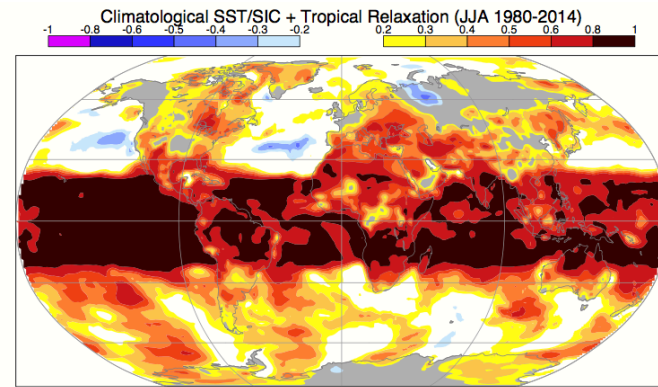 Climatological SST/SIC + Tropical Relaxation (JJA 1980-2014)
-1 -0.8 -0.6 -0.5 -0.4 -0.3 -0.2 0.2 0.3 0.4 0.5 0.6 0.8 1